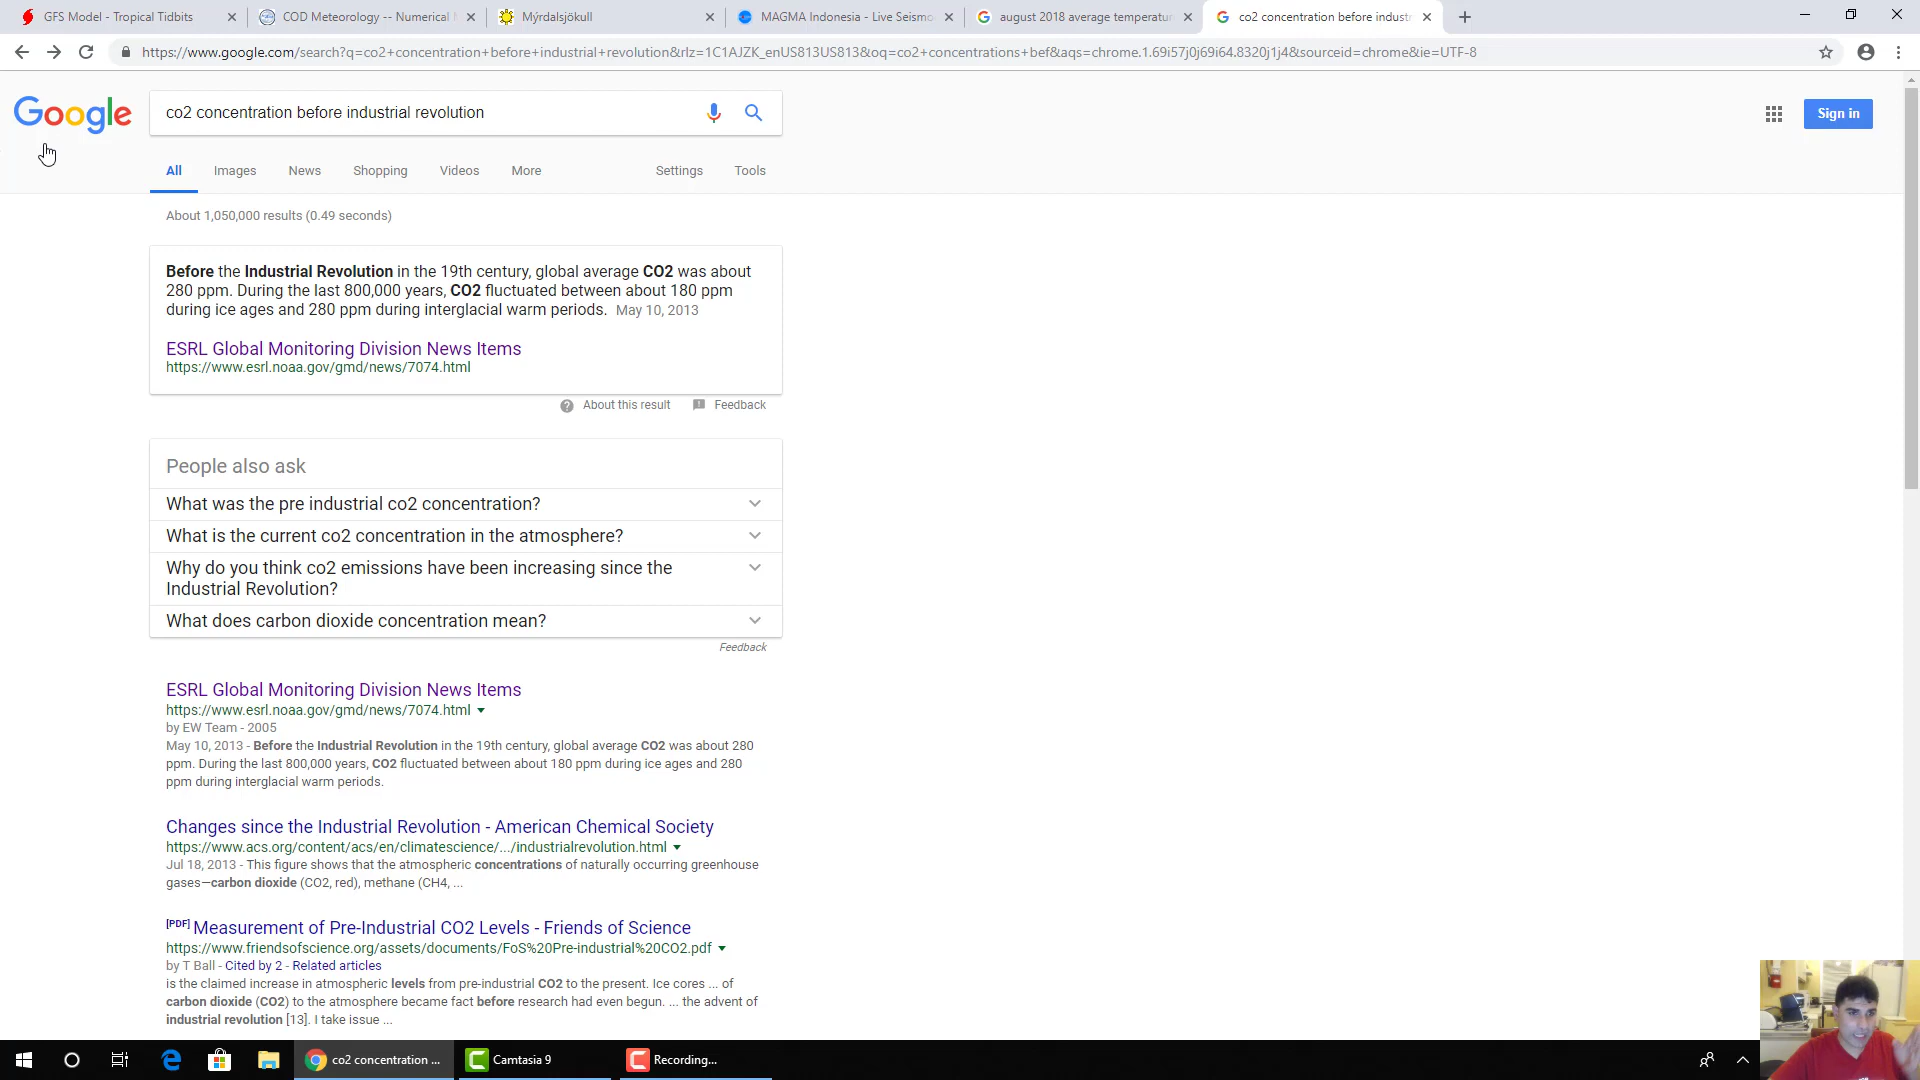 GFS Model - Tropical Tidbits
COD Meteorology -- Numerical
Mýrdalsjökull
MAGMA Indonesia - Live Seismo
august 2018 average temperatur
co2 concentration before industr
https://www.google.com/search?q=co2+concentration+before+industrial+revolution&rlz=1C1AJZK_enUS813US813&oq=co2+concentrations+bef&aqs=chrome.1.69i57j0j69i64.8320j1j4&sourceid=chrome&ie=UTF-8
Google
co2 concentration before industrial revolution
Sign in
All Images News Shopping Videos More Settings Tools
About 1,050,000 results (0.49 seconds)
Before the Industrial Revolution in the 19th century, global average CO2 was about
280 ppm. During the last 800,000 years, CO2 fluctuated between about 180 ppm
during ice ages and 280 ppm during interglacial warm periods. May 10, 2013
ESRL Global Monitoring Division News Items
https://www.esrl.noaa.gov/gmd/news/7074.html
About this result Feedback
People also ask
What was the pre industrial co2 concentration?
What is the current co2 concentration in the atmosphere?
Why do you think co2 emissions have been increasing since the
Industrial Revolution?
What does carbon dioxide concentration mean?
Feedback
ESRL Global Monitoring Division News Items
https://www.esrl.noaa.gov/gmd/news/7074.html
by EW Team - 2005
May 10, 2013 - Before the Industrial Revolution in the 19th century, global average CO2 was about 280
ppm. During the last 800,000 years, CO2 fluctuated between about 180 ppm during ice ages and 280
ppm during interglacial warm periods.
Changes since the Industrial Revolution - American Chemical Society
https://www.acs.org/content/acs/en/climatescience/.../industrialrevolution.html
Jul 18, 2013 - This figure shows that the atmospheric concentrations of naturally occurring greenhouse
gases—carbon dioxide (CO2, red), methane (CH4, ...
[PDF] Measurement of Pre-Industrial CO2 Levels - Friends of Science
https://www.friendsofscience.org/assets/documents/FoS%20Pre-industrial%20CO2.pdf
by T Ball - Cited by 2 - Related articles
is the claimed increase in atmospheric levels from pre-industrial CO2 to the present. Ice cores ... of
carbon dioxide (CO2) to the atmosphere became fact before research had even begun. ... the advent of
industrial revolution [13]. I take issue ...
co2 concentration ...
Camtasia 9
Recording...